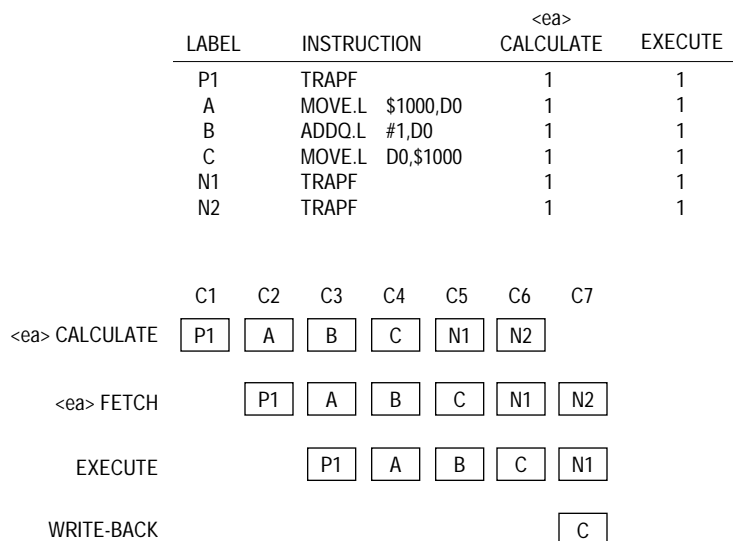 <ea>
LABEL INSTRUCTION CALCULATE EXECUTE
P1 TRAPF 1 1
A MOVE.L $1000,D0 1 1
B ADDQ.L #1,D0 1 1
C MOVE.L D0,$1000 1 1
N1 TRAPF 1 1
N2 TRAPF 1 1
C1 C2 C3 C4 C5 C6 C7
<ea> CALCULATE P1 A B C N1 N2
<ea> FETCH P1 A B C N1 N2
EXECUTE P1 A B C N1
WRITE-BACK C